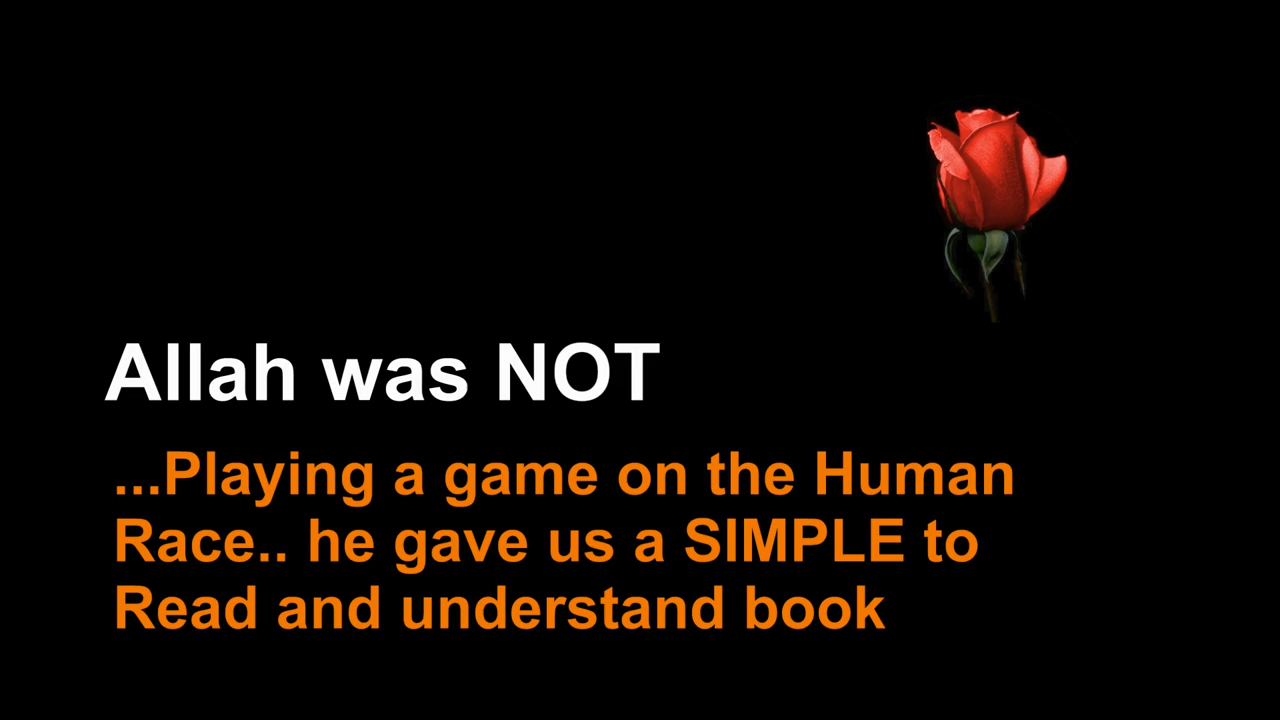 Allah was NOT
...Playing a game on the Human
Race.. he gave us a SIMPLE to
Read and understand book